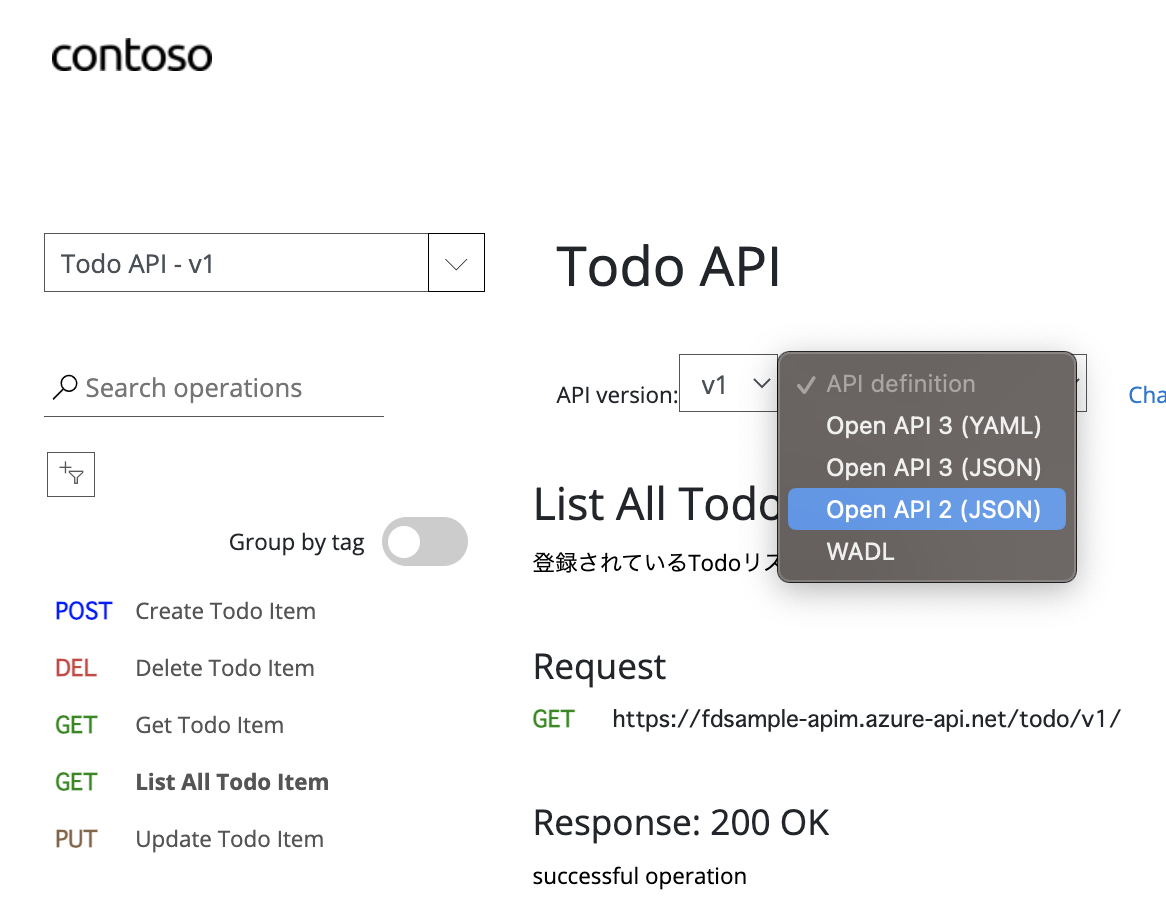 contoso
Todo API - v1
Search operations
Group by tag
POST Create Todo Item
DEL Delete Todo Item
GET Get Todo Item
GET List All Todo Item
PUT Update Todo Item
Todo API
API version: v1
✓ API definition
Open API 3 (YAML)
Open API 3 (JSON)
Open API 2 (JSON)
WADL
List All Todo
登録されているTodoリス
Request
GET https://fdsample-apim.azure-api.net/todo/v1/
Response: 200 OK
successful operation